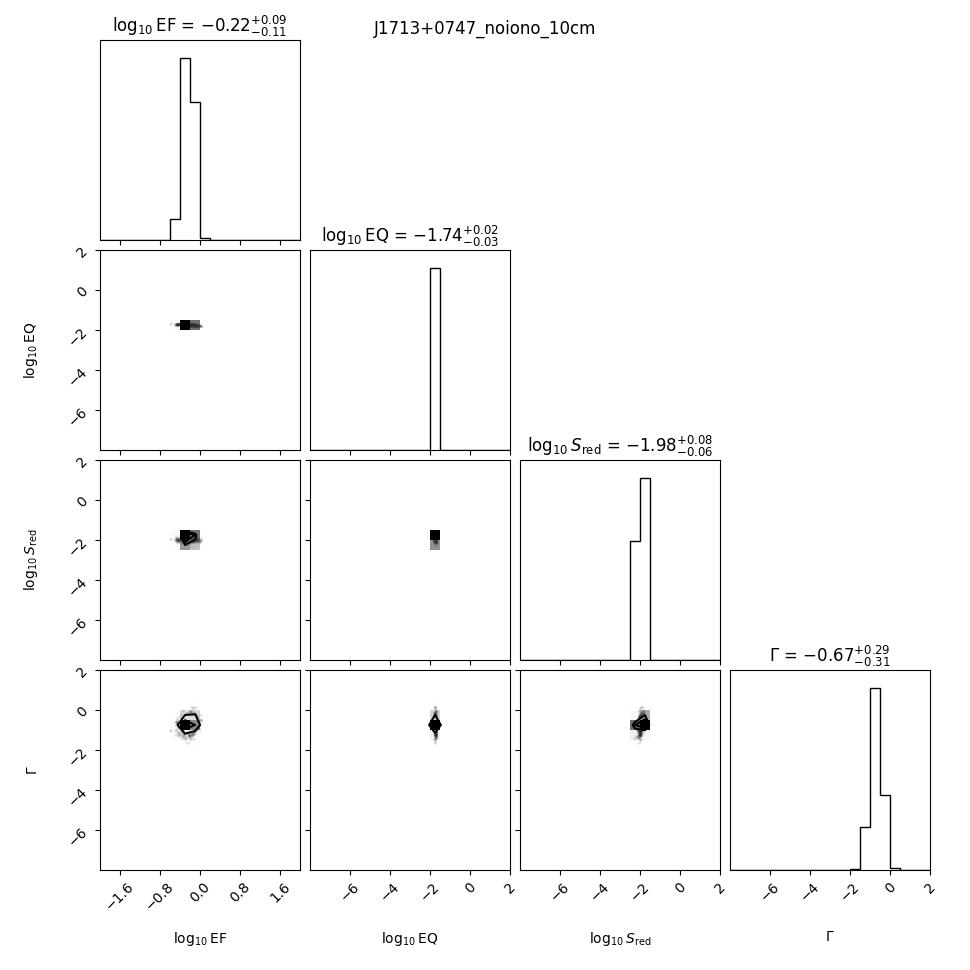 log₁₀ EF = −0.22+0.09−0.11
J1713+0747_noiono_10cm
log₁₀ EQ = −1.74+0.02−0.03
2
0
−2
−4
−6
log₁₀ EQ
log₁₀ Sred = −1.98+0.08−0.06
2
0
−2
−4
−6
log₁₀ Sred
Γ = −0.67+0.29−0.31
2
0
−2
−4
−6
Γ
−1.6 −0.8 0.0 0.8 1.6
−6 −4 −2 0 2
−6 −4 −2 0 2
−6 −4 −2 0 2
log₁₀ EF
log₁₀ EQ
log₁₀ Sred
Γ